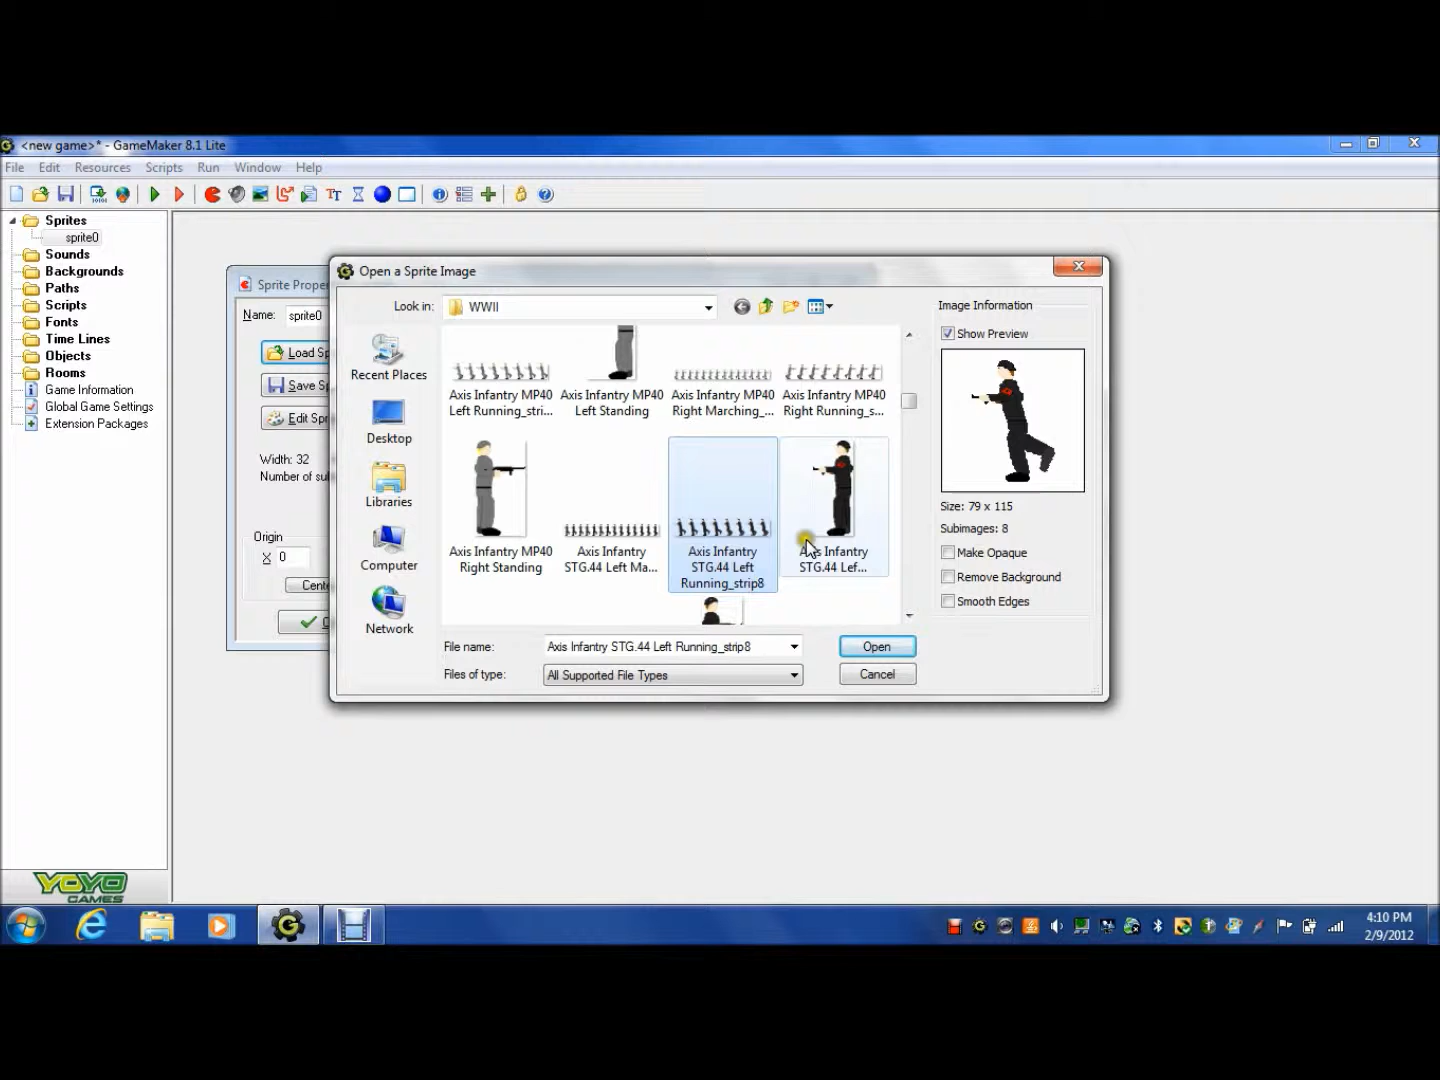 <new game>* - GameMaker 8.1 Lite
File Edit Resources Scripts Run Window Help
Sprites
sprite0
Sounds
Backgrounds
Paths
Scripts
Fonts
Time Lines
Objects
Rooms
Game Information
Global Game Settings
Extension Packages
Sprite Proper
Name: sprite0
Load Sp
Save Sp
Edit Spr
Width: 32
Number of su
Origin
X 0
Cente
Open a Sprite Image
Look in: WWII
Recent Places
Desktop
Libraries
Computer
Network
Axis Infantry MP40 Left Running_stri...
Axis Infantry MP40 Left Standing
Axis Infantry MP40 Right Marching_...
Axis Infantry MP40 Right Running_s...
Axis Infantry MP40 Right Standing
Axis Infantry STG.44 Left Ma...
Axis Infantry STG.44 Left Running_strip8
Axis Infantry STG.44 Lef...
File name: Axis Infantry STG.44 Left Running_strip8
Open
Files of type: All Supported File Types
Cancel
Image Information
Show Preview
Size: 79 x 115
Subimages: 8
Make Opaque
Remove Background
Smooth Edges
YOYO
GAMES
4:10 PM
2/9/2012